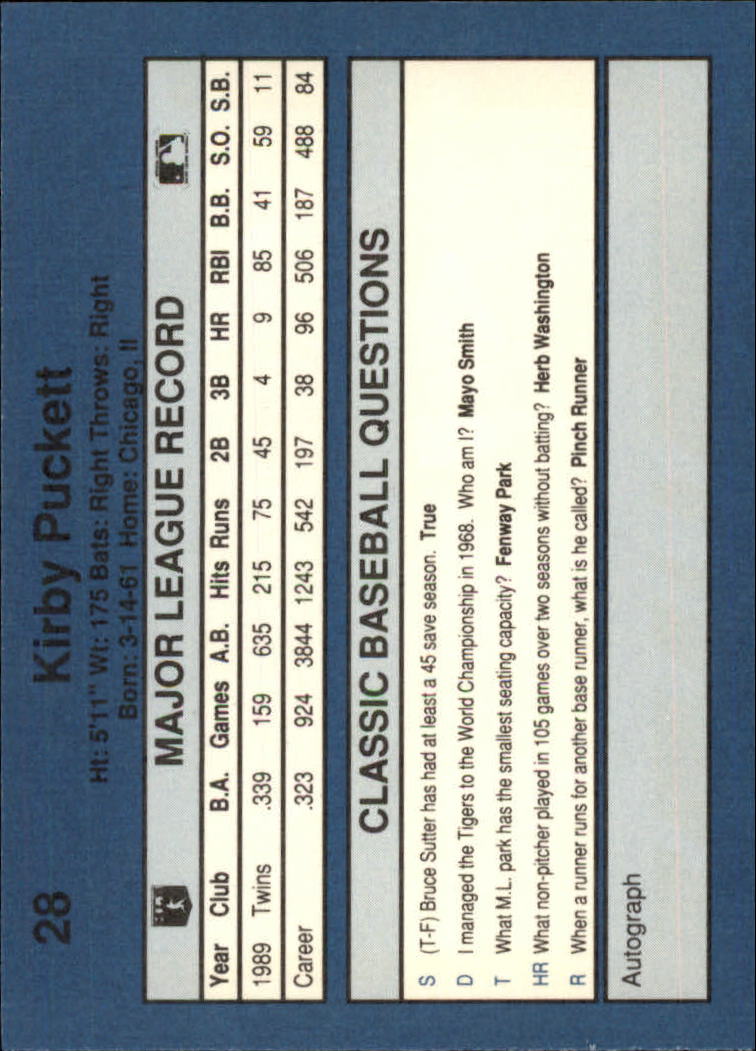 28 Kirby Puckett
Ht: 5'11" Wt: 175 Bats: Right Throws: Right
Born: 3-14-61 Home: Chicago, Il
MAJOR LEAGUE RECORD
Year Club B.A. Games A.B. Hits Runs 2B 3B HR RBI B.B. S.O. S.B.
1989 Twins .339 159 635 215 75 45 4 9 85 41 59 11
Career .323 924 3844 1243 542 197 38 96 506 187 488 84
CLASSIC BASEBALL QUESTIONS
S (T-F) Bruce Sutter has had at least a 45 save season. True
D I managed the Tigers to the World Championship in 1968. Who am I? Mayo Smith
T What M.L. park has the smallest seating capacity? Fenway Park
HR What non-pitcher played in 105 games over two seasons without batting? Herb Washington
R When a runner runs for another base runner, what is he called? Pinch Runner
Autograph